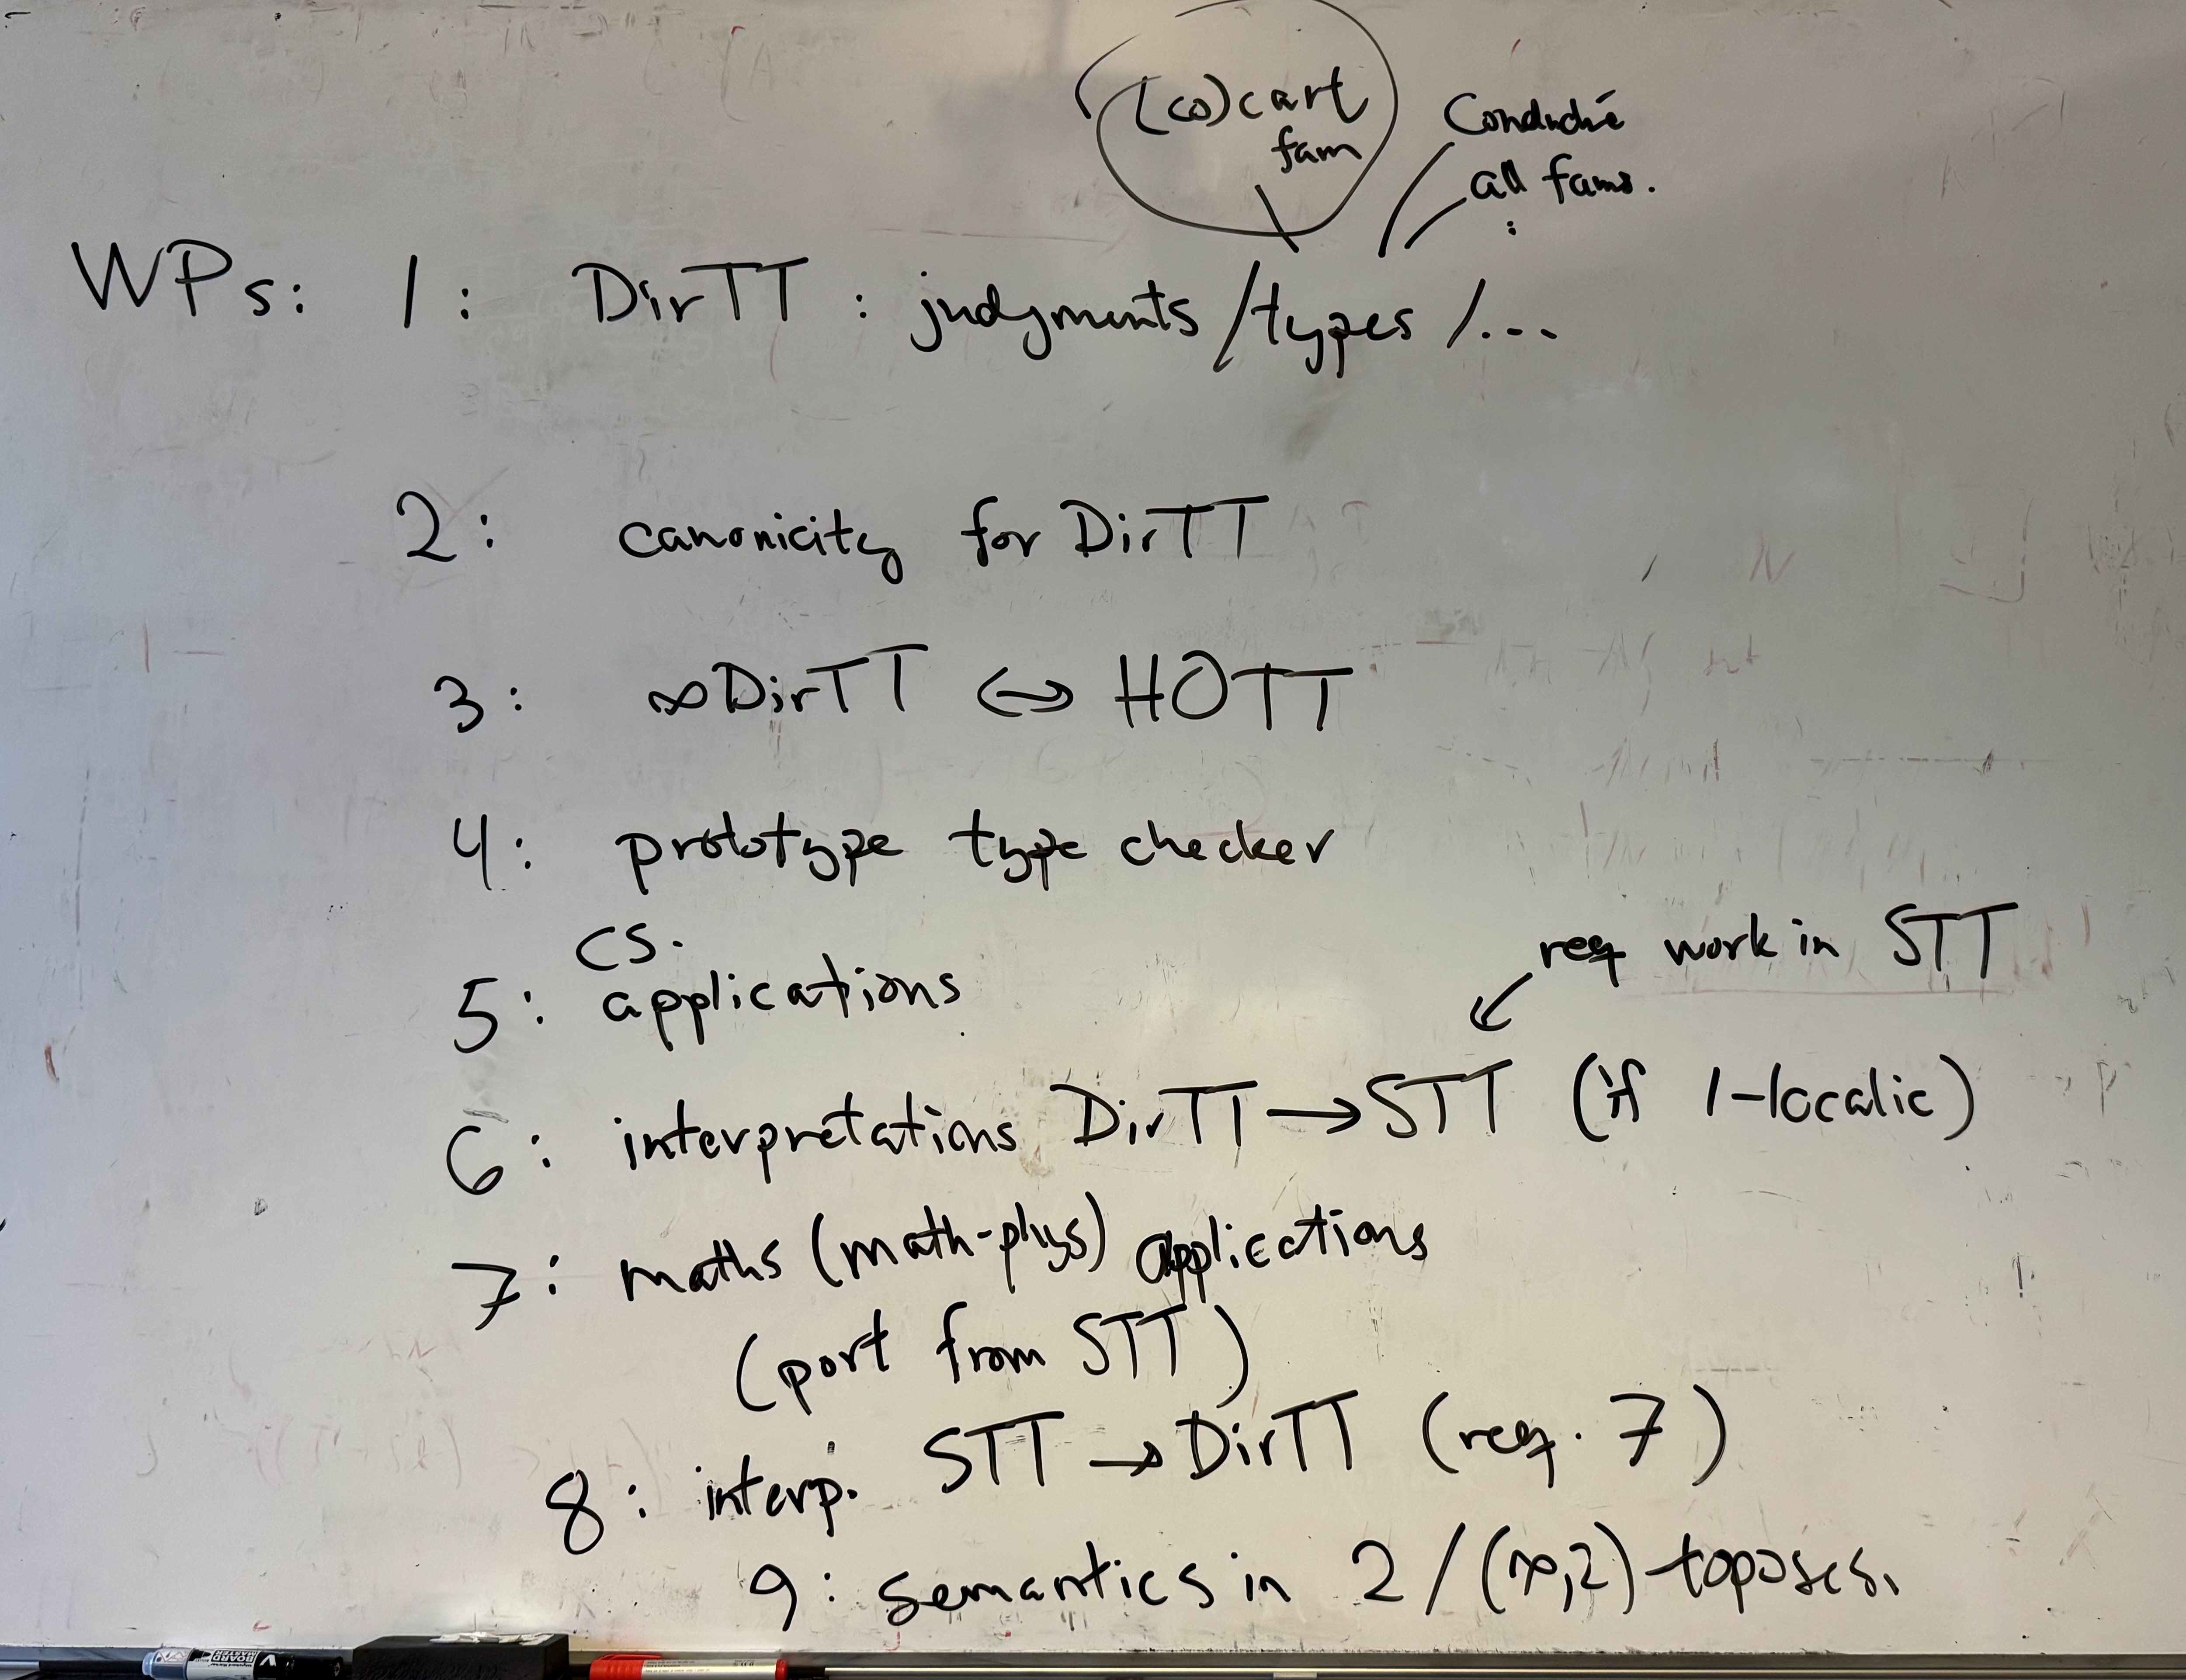 (co)cart
fam
Conduché
all fams.
:
WPs: 1: DirTT: judgments/types/...
2: canonicity for DirTT
3: ∞DirTT ↔ HOTT
4: prototype type checker
CS.
5: applications
req work in STT
6: interpretations DirTT → STT (if 1-localic)
7: maths (math-phys) applications
(port from STT)
8: interp. STT → DirTT (req. 7)
9: semantics in 2/(∞,2)-toposes.